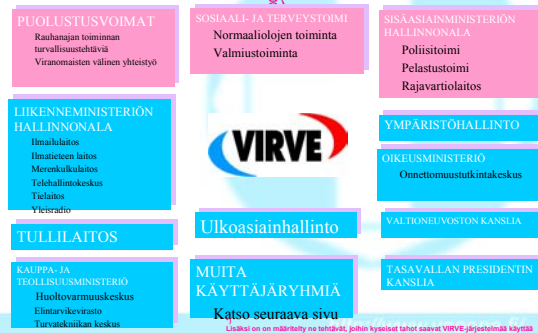 PUOLUSTUSVOIMAT
Rauhanajan toiminnan
turvallisuustehtäviä
Viranomaisten välinen yhteistyö
SOSIAALI- JA TERVEYSTOIMI
Normaaliolojen toiminta
Valmiustoiminta
SISÄASIAINMINISTERIÖN
HALLINNONALA
Poliisitoimi
Pelastustoimi
Rajavartiolaitos
LIIKENNEMINISTERIÖN
HALLINNONALA
Ilmailulaitos
Ilmatieteen laitos
Merenkulkulaitos
Telehallintokeskus
Tielaitos
Yleisradio
VIRVE
YMPÄRISTÖHALLINTO
OIKEUSMINISTERIÖ
Onnettomuustutkintakeskus
TULLILAITOS
Ulkoasiainhallinto
VALTIONEUVOSTON KANSLIA
KAUPPA- JA
TEOLLISUUSMINISTERIÖ
Huoltovarmuuskeskus
Elintarvikevirasto
Turvatekniikan keskus
MUITA
KÄYTTÄJÄRYHMIÄ
Katso seuraava sivu
TASAVALLAN PRESIDENTIN
KANSLIA
Lisäksi on on määritelty ne tehtävät, joihin kyseiset tahot saavat VIRVE-järjestelmää käyttää